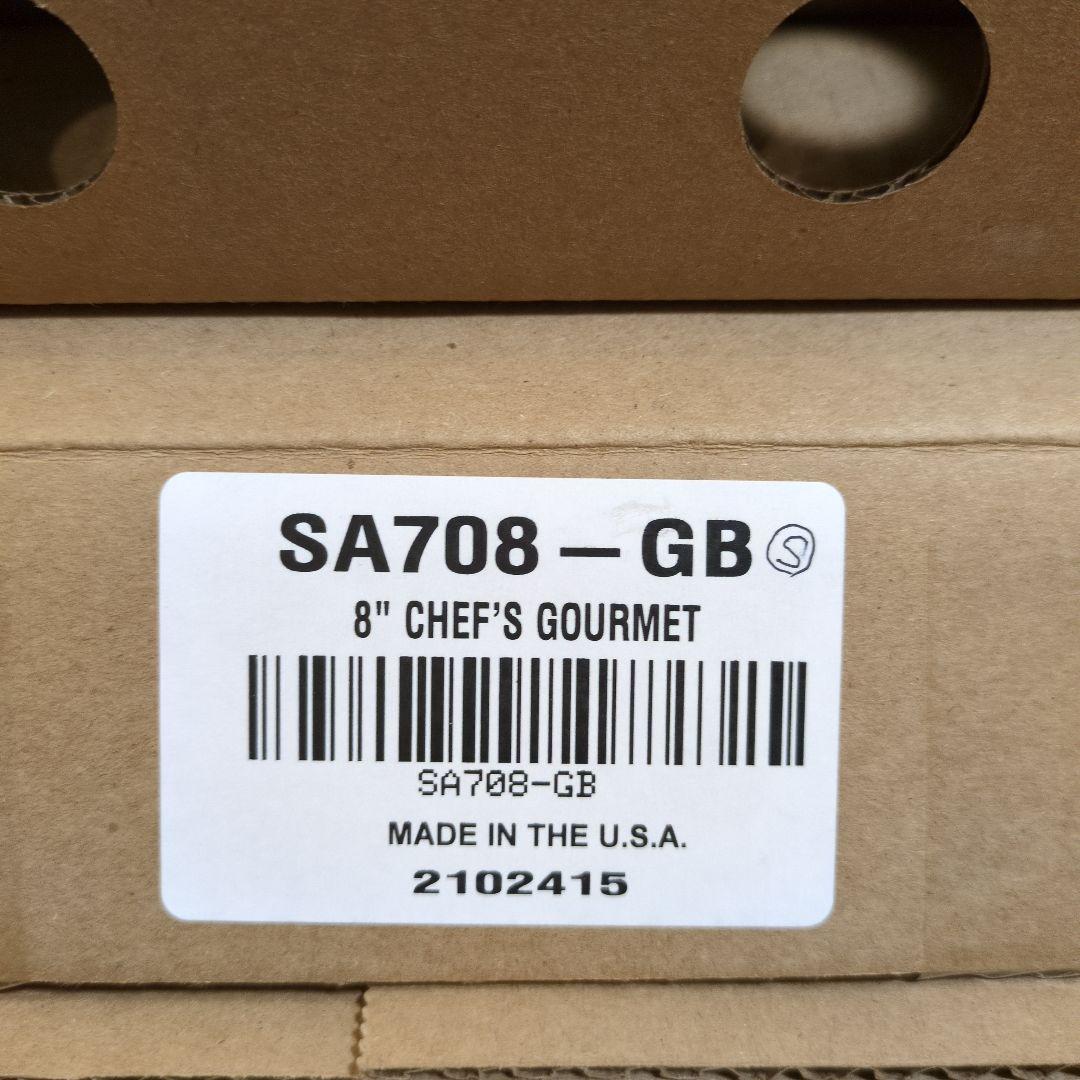 SA708 — GB Ⓢ
8" CHEF'S GOURMET
SA708-GB
MADE IN THE U.S.A.
2102415